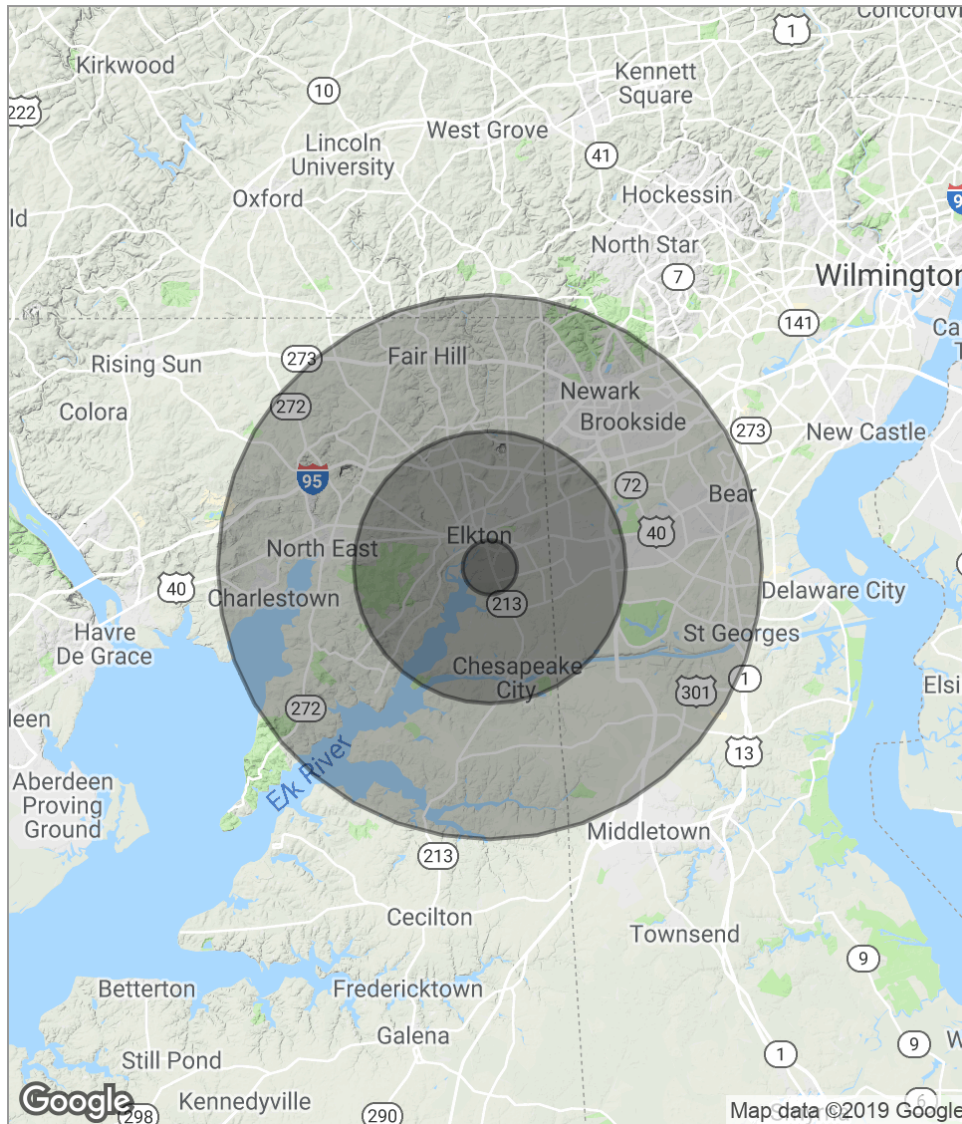 Concordvi
1
Kirkwood
Kennett
Square
10
222
West Grove
Lincoln
University
41
Oxford
Hockessin
9
ld
North Star
7
Wilmington
141
Ca
T
273
Fair Hill
Rising Sun
Newark
272
Colora
Brookside
273
New Castle
95
72
Bear
Elkton
40
North East
40
Charlestown
213
Delaware City
Havre
De Grace
St Georges
Chesapeake
City
1
301
Elsi
272
leen
13
Elk River
Aberdeen
Proving
Ground
Middletown
213
Cecilton
Townsend
9
Betterton
Fredericktown
Galena
9
W
Still Pond
1
Google
Kennedyville
298
290
6
Map data ©2019 Google